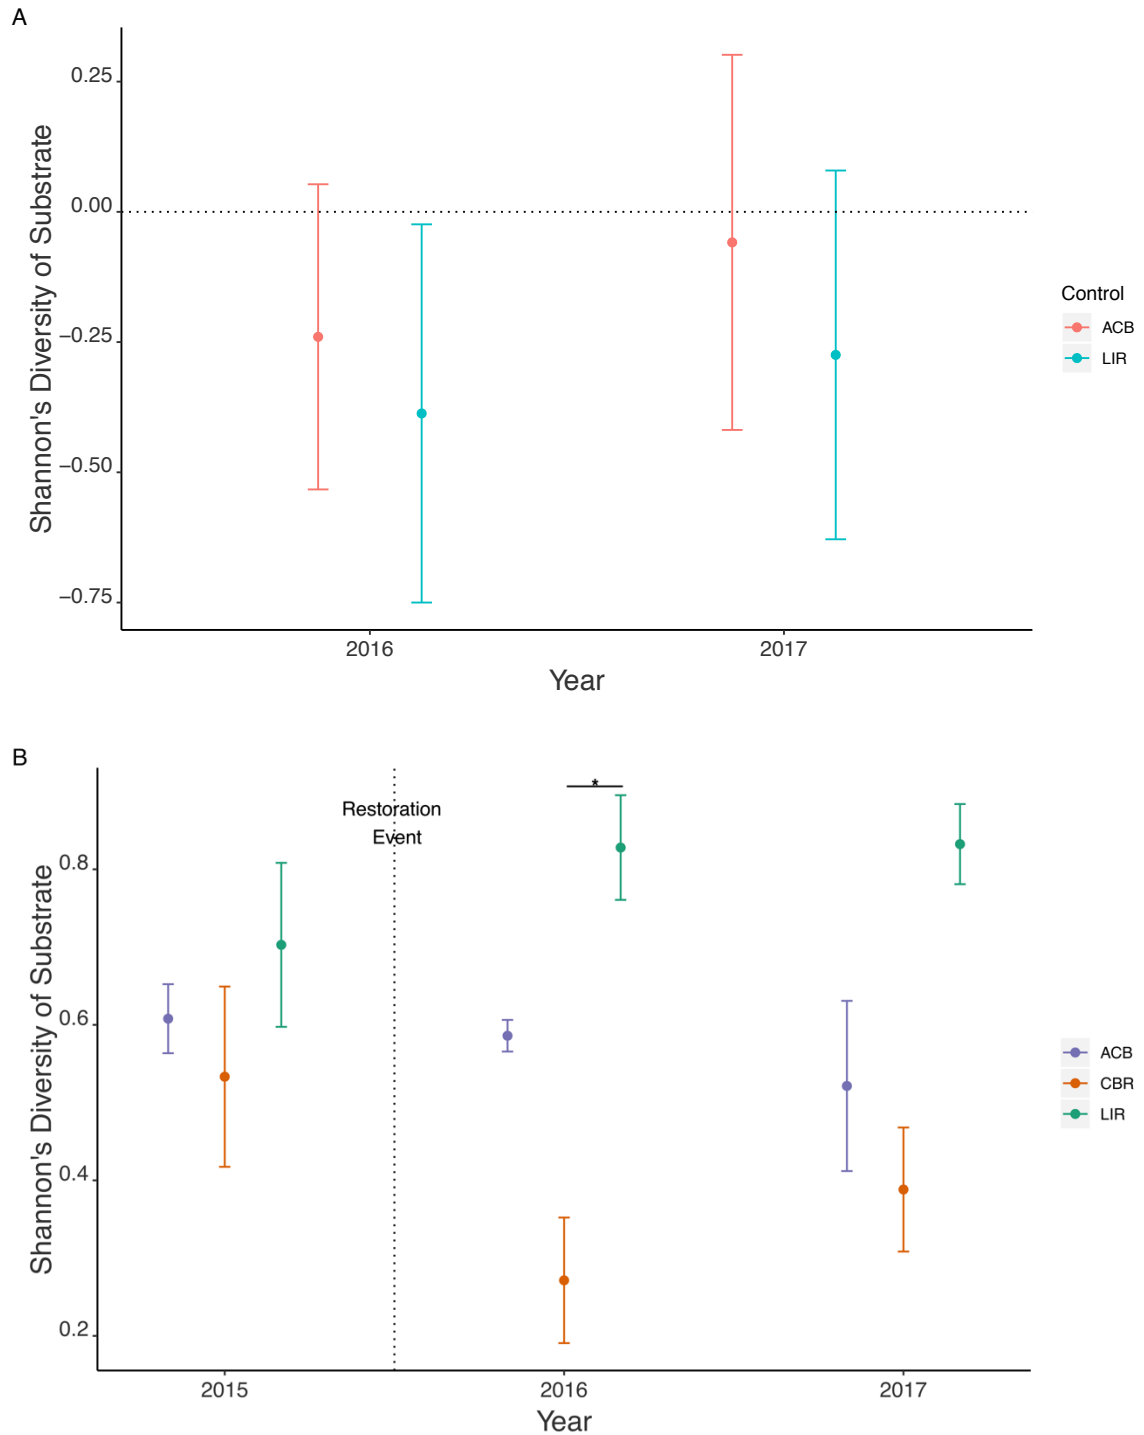 A
Shannon's Diversity of Substrate
0.25
0.00
−0.25
−0.50
−0.75
2016
2017
Year
Control
ACB
LIR
B
Shannon's Diversity of Substrate
0.8
0.6
0.4
0.2
Restoration
Event
*
2015
2016
2017
Year
ACB
CBR
LIR